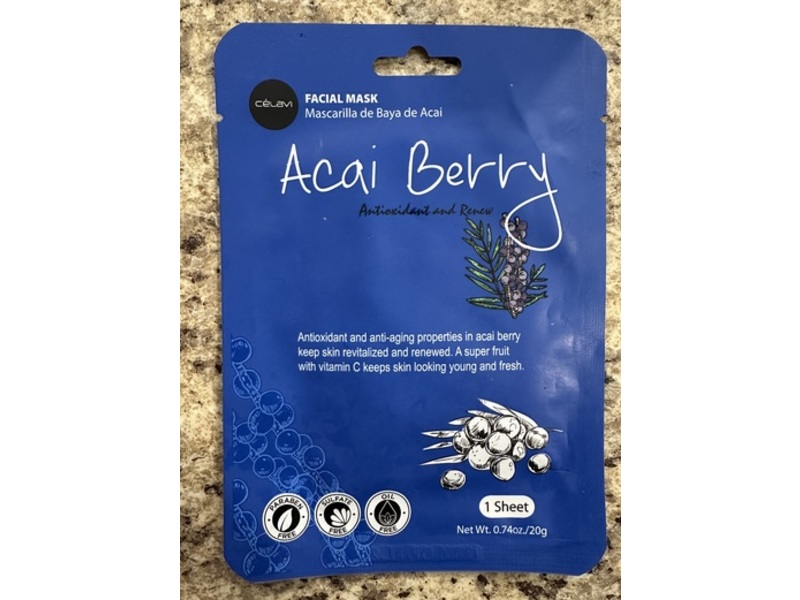 CéLavi
FACIAL MASK
Mascarilla de Baya de Acai
Acai Berry
Antioxidant and Renew
Antioxidant and anti-aging properties in acai berry
keep skin revitalized and renewed. A super fruit
with vitamin C keeps skin looking young and fresh.
PARABEN
FREE
SULFATE
FREE
OIL
FREE
1 Sheet
Net Wt. 0.74oz./20g